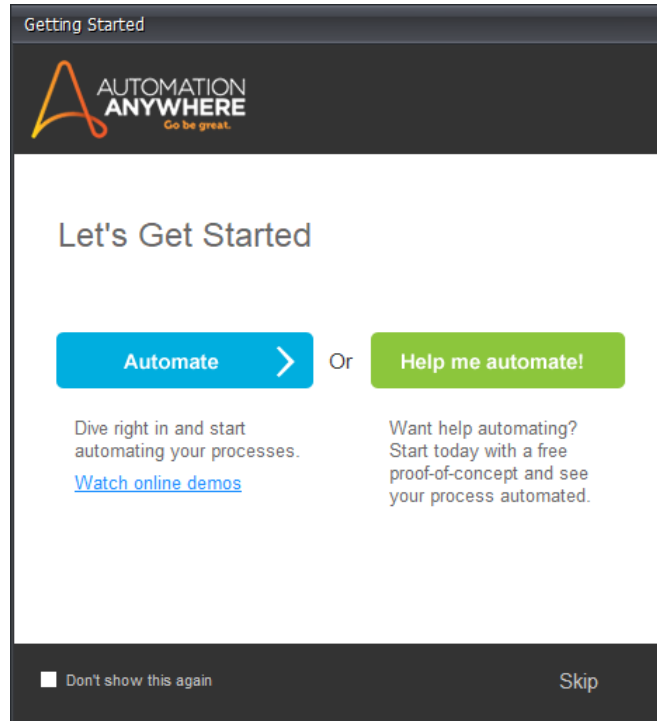 Getting Started
AUTOMATION
ANYWHERE
Go be great.
Let's Get Started
Automate
Or
Help me automate!
Dive right in and start
automating your processes.
Watch online demos
Want help automating?
Start today with a free
proof-of-concept and see
your process automated.
Don't show this again
Skip